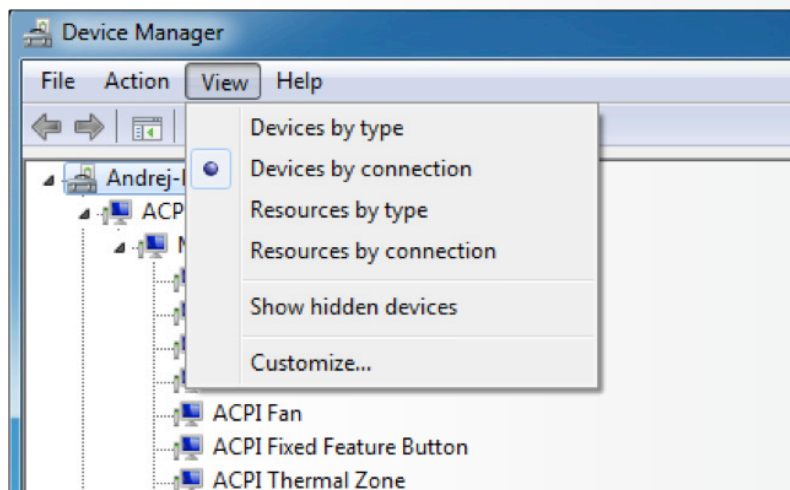 Device Manager
File Action View Help
Devices by type
Devices by connection
Resources by type
Resources by connection
Show hidden devices
Customize...
ACPI Fan
ACPI Fixed Feature Button
ACPI Thermal Zone